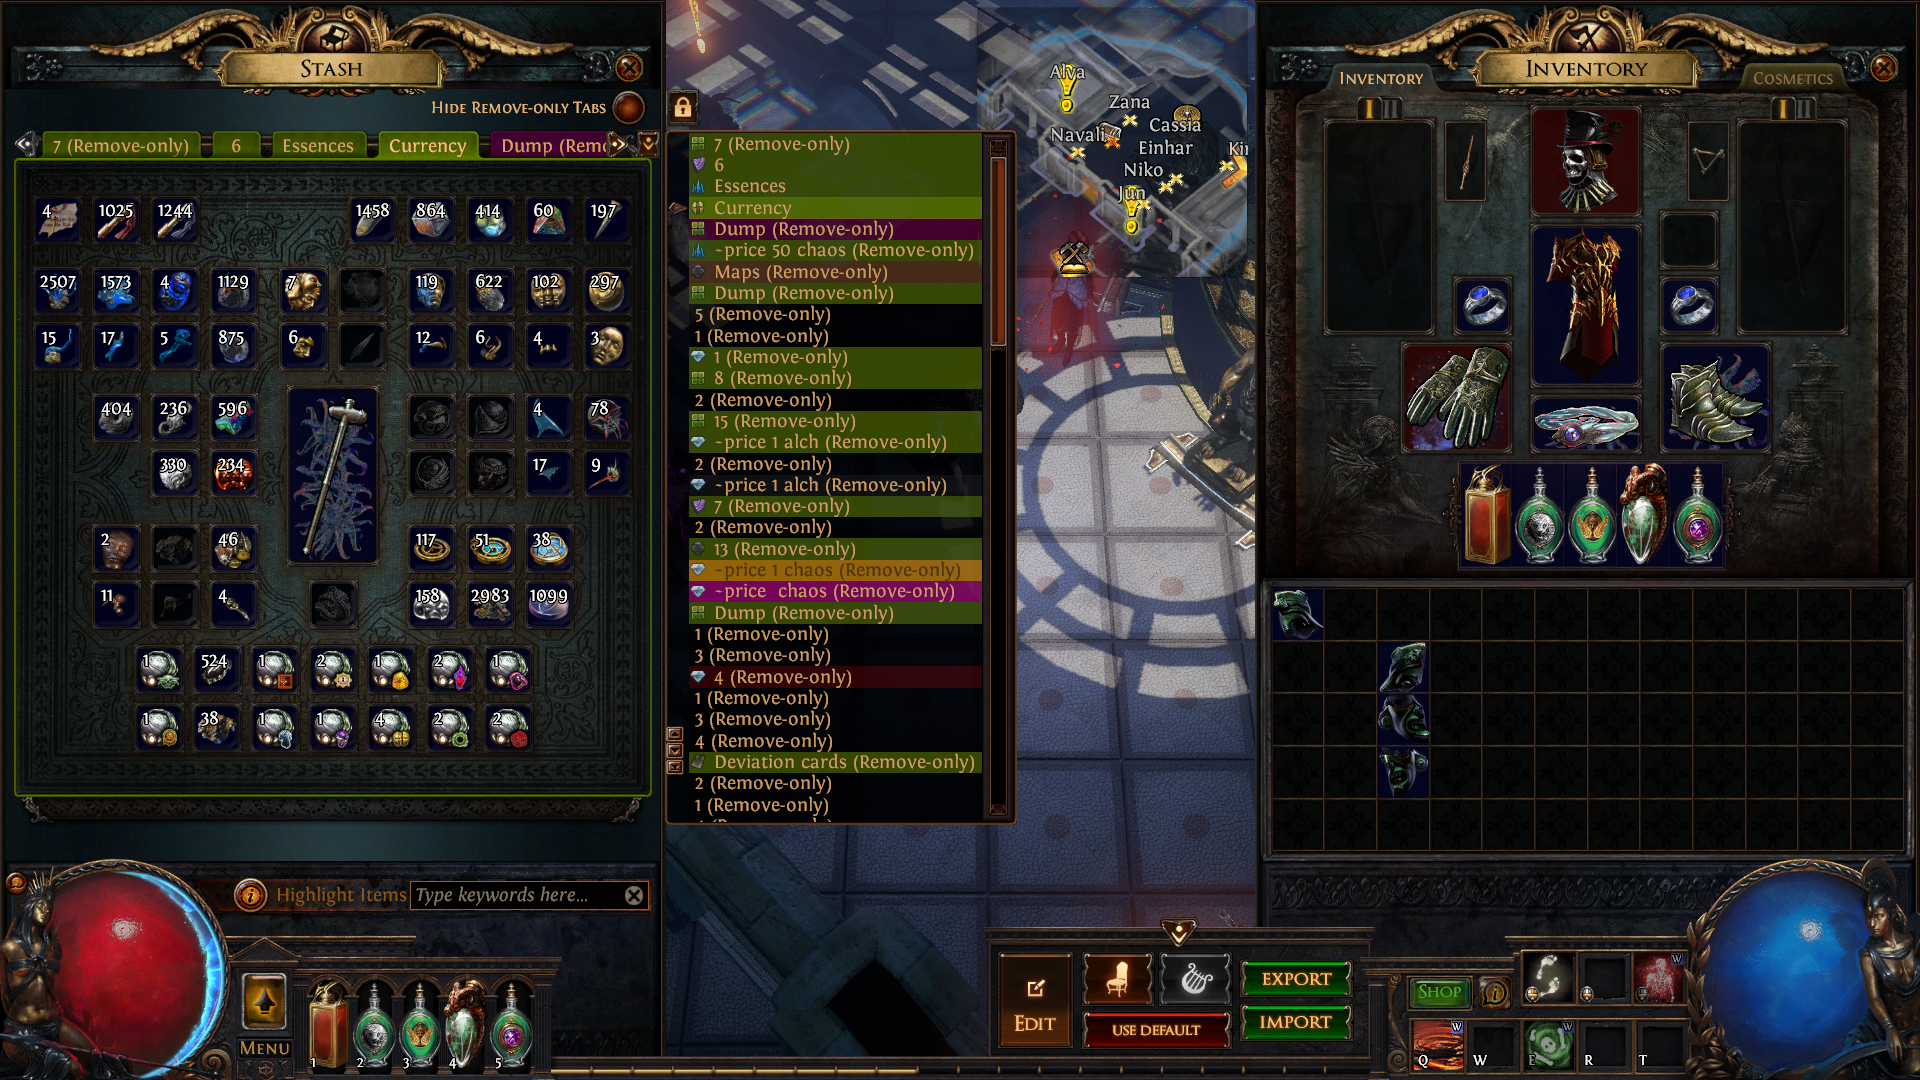 STASH
HIDE REMOVE-ONLY TABS
7 (Remove-only)
6
Essences
Currency
Dump (Remo
4 1025 1244 1458 864 414 60 197
2507 1573 4 1129 7 119 622 102 297
15 17 5 875 6 12 6 4 3
404 236 596 4 78
330 234 17 9
2 46 117 51 38
11 4 158 2983 1099
1 524 1 2 1 2 1
1 38 1 1 4 2 2
Highlight Items
Type keywords here...
MENU
1 2 3 4 5
7 (Remove-only)
6
Essences
Currency
Dump (Remove-only)
~price 50 chaos (Remove-only)
Maps (Remove-only)
Dump (Remove-only)
5 (Remove-only)
1 (Remove-only)
1 (Remove-only)
8 (Remove-only)
2 (Remove-only)
15 (Remove-only)
~price 1 alch (Remove-only)
2 (Remove-only)
~price 1 alch (Remove-only)
7 (Remove-only)
2 (Remove-only)
13 (Remove-only)
~price 1 chaos (Remove-only)
~price  chaos (Remove-only)
Dump (Remove-only)
1 (Remove-only)
3 (Remove-only)
4 (Remove-only)
1 (Remove-only)
3 (Remove-only)
4 (Remove-only)
Deviation cards (Remove-only)
2 (Remove-only)
1 (Remove-only)
Alva
Zana
Navali
Cassia
Einhar
Kir
Niko
Jun
EDIT
USE DEFAULT
EXPORT
IMPORT
INVENTORY
INVENTORY
COSMETICS
I II
I II
SHOP
W
W
W
Q W E R T